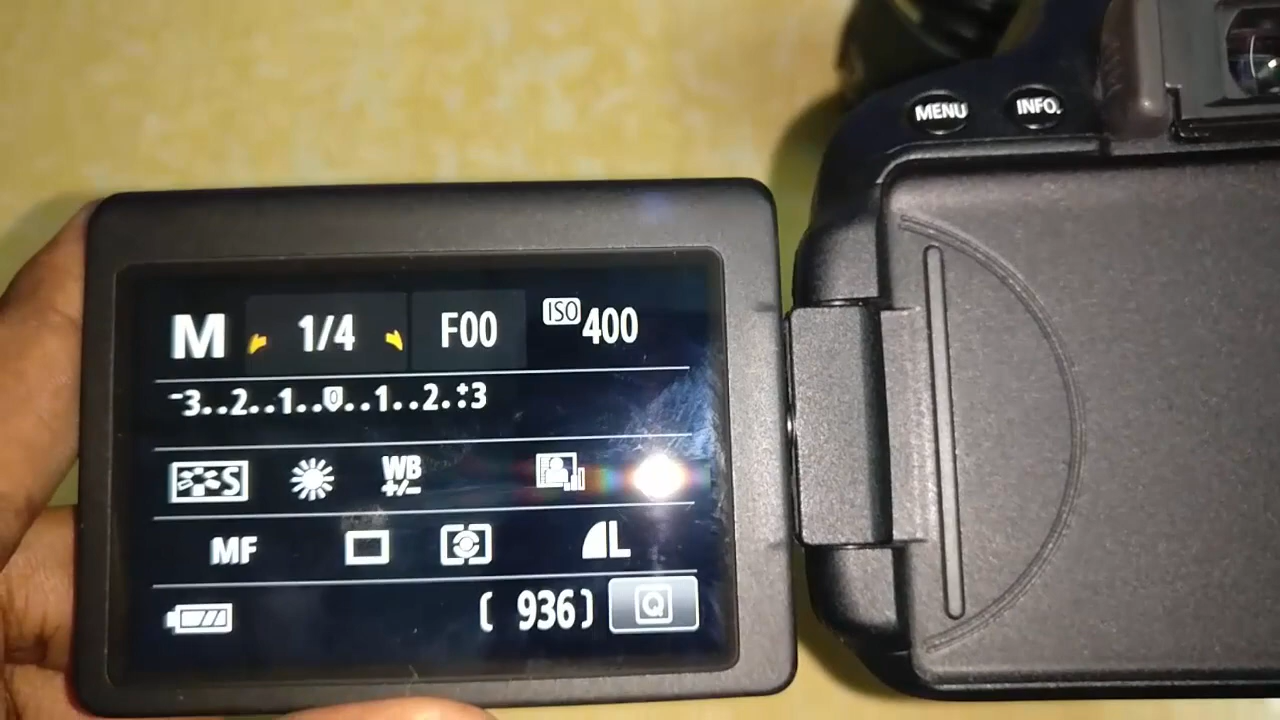 MENU INFO.
M 1/4 F00 ISO 400
-3..2..1..0..1..2..+3
S WB +/-
MF L
[ 936] Q